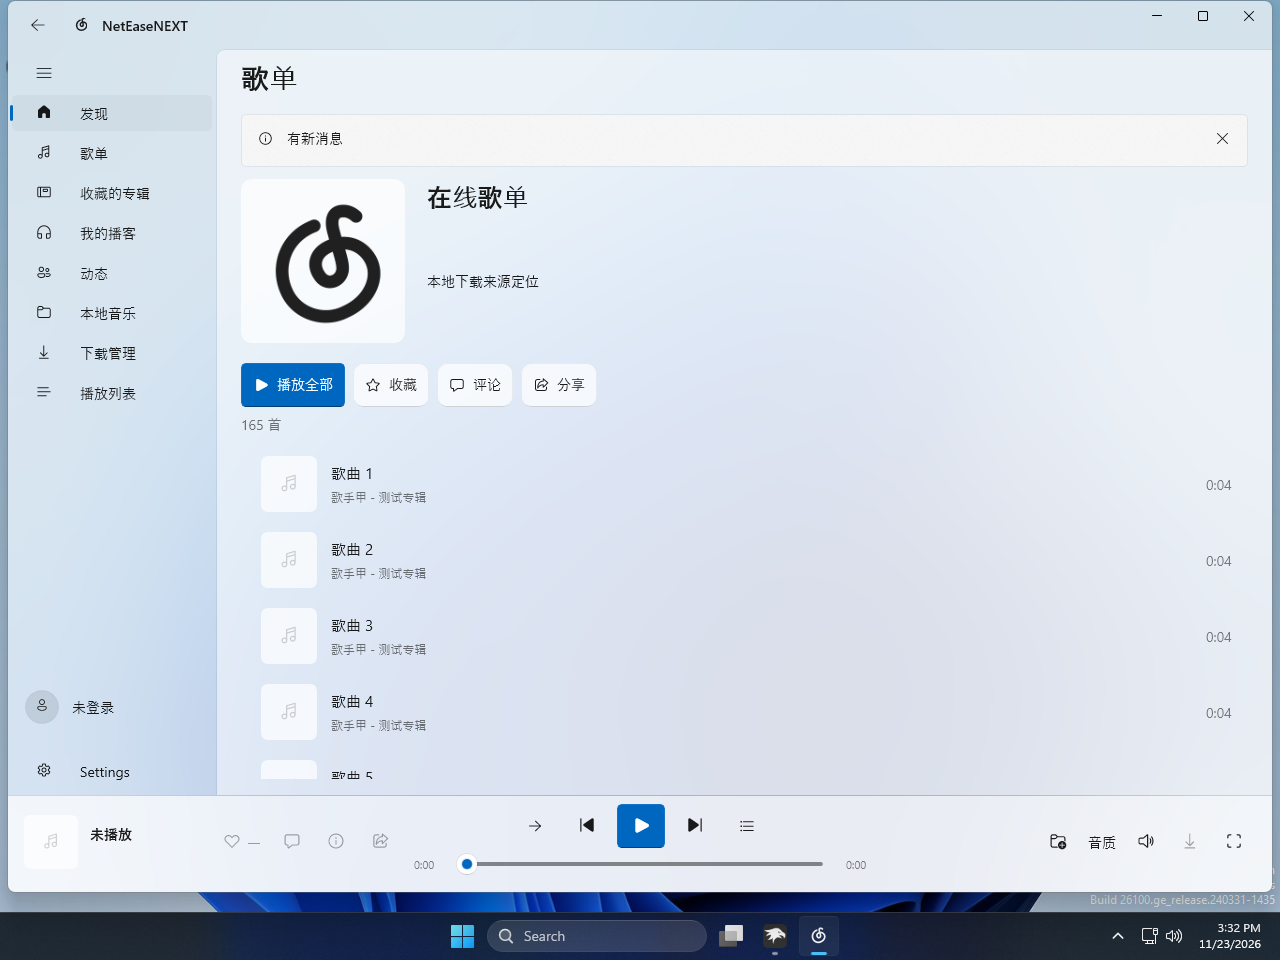 NetEaseNEXT
发现
歌单
收藏的专辑
我的播客
动态
本地音乐
下载管理
播放列表
未登录
Settings
歌单
有新消息
在线歌单
本地下载来源定位
播放全部
收藏
评论
分享
165 首
歌曲 1
歌手甲 - 测试专辑
0:04
歌曲 2
歌手甲 - 测试专辑
0:04
歌曲 3
歌手甲 - 测试专辑
0:04
歌曲 4
歌手甲 - 测试专辑
0:04
歌曲 5
未播放
0:00
0:00
音质
Build 26100.ge_release.240331-1435
Search
3:32 PM
11/23/2026